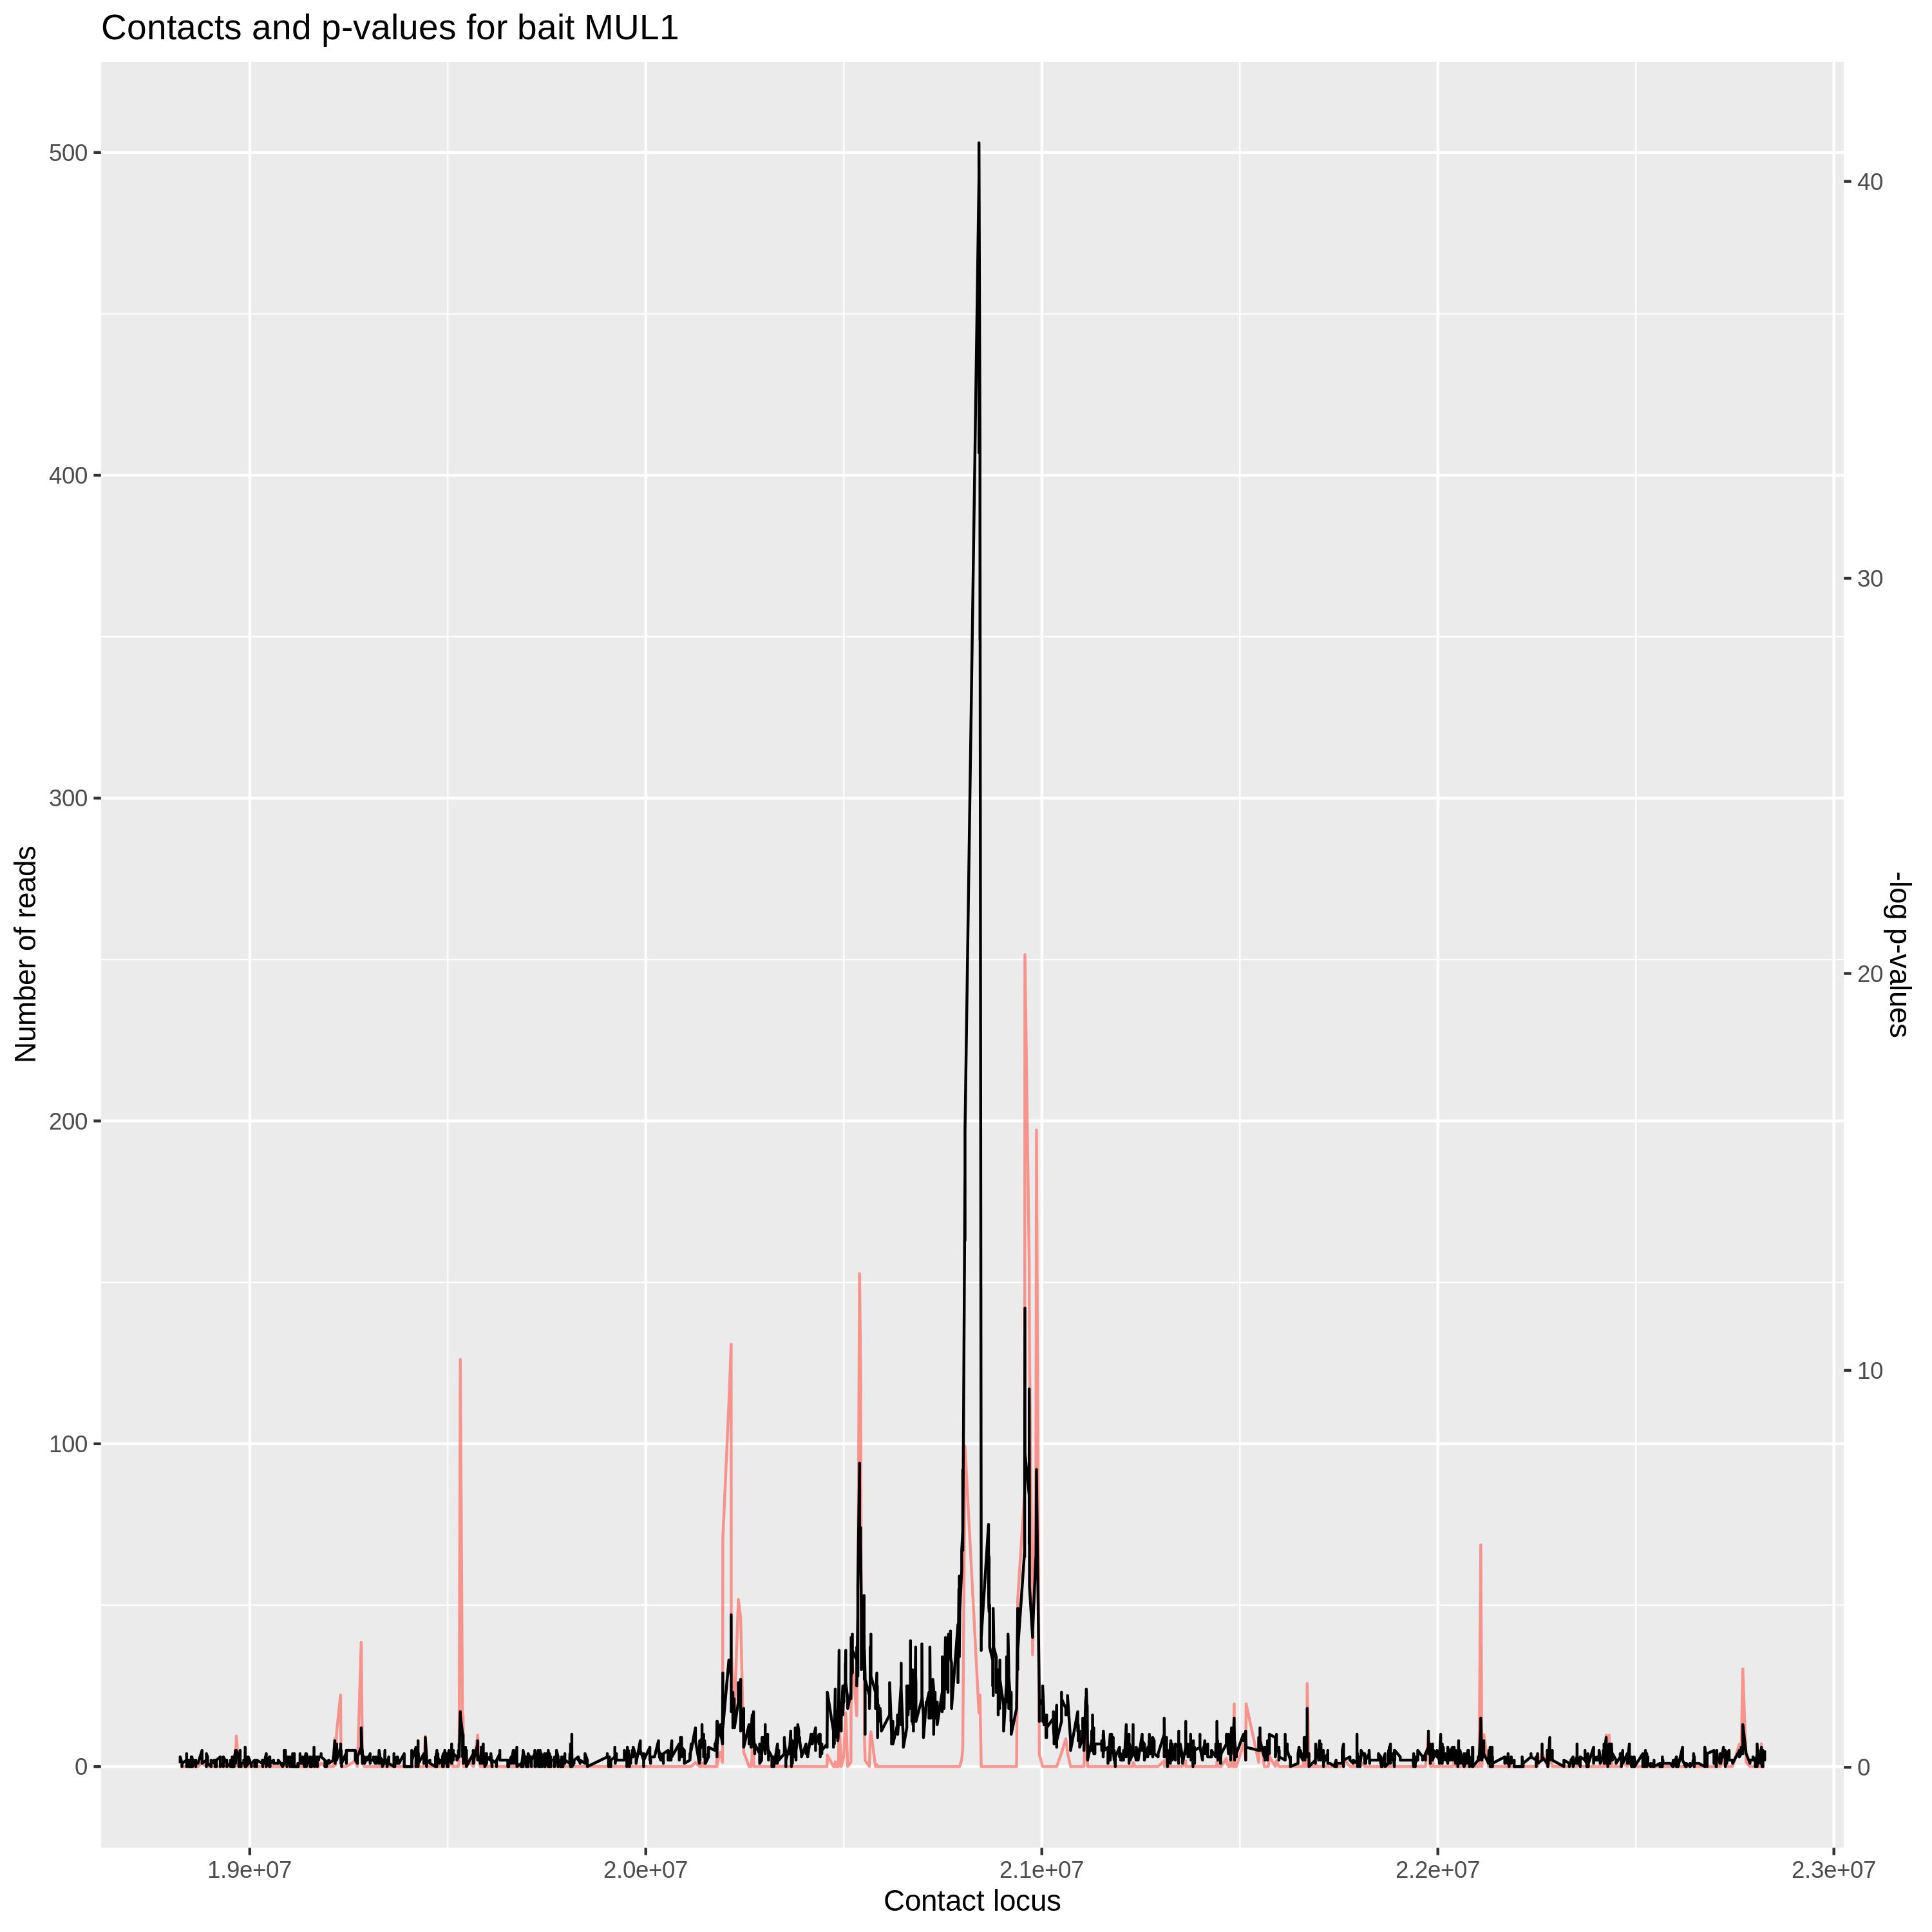 Contacts and p-values for bait MUL1
500
400
300
200
100
0
Number of reads
40
30
20
10
0
-log p-values
1.9e+07
2.0e+07
2.1e+07
2.2e+07
2.3e+07
Contact locus